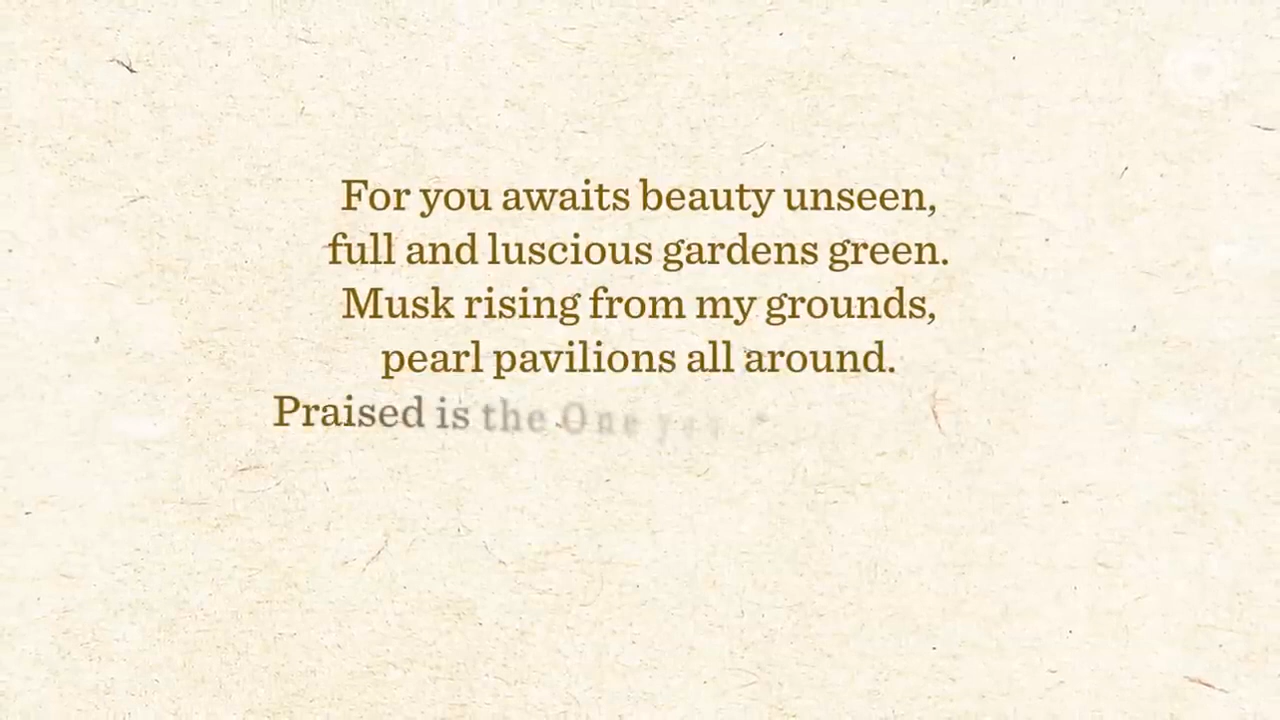 For you awaits beauty unseen,
full and luscious gardens green.
Musk rising from my grounds,
pearl pavilions all around.
Praised is the One